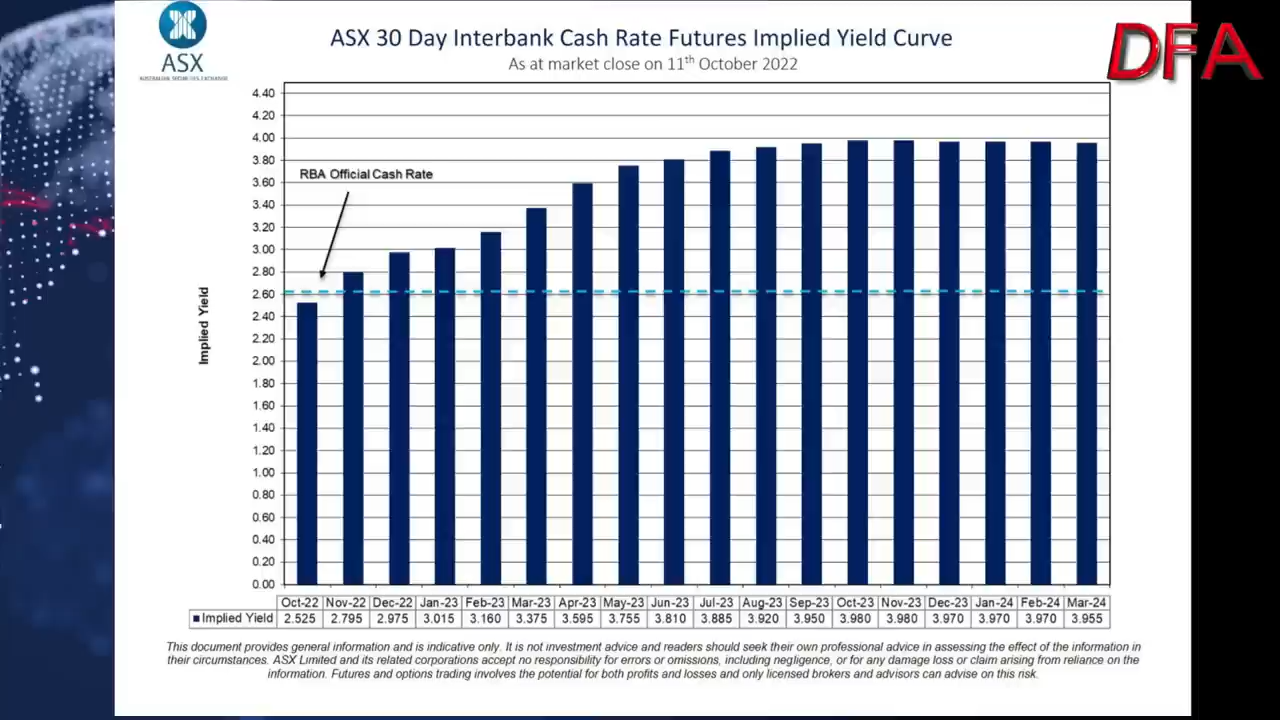 ASX
AUSTRALIAN SECURITIES EXCHANGE
ASX 30 Day Interbank Cash Rate Futures Implied Yield Curve
As at market close on 11th October 2022
DFA
4.40
4.20
4.00
3.80
3.60
3.40
3.20
3.00
2.80
2.60
2.40
2.20
2.00
1.80
1.60
1.40
1.20
1.00
0.80
0.60
0.40
0.20
0.00
RBA Official Cash Rate
Implied Yield
Oct-22 Nov-22 Dec-22 Jan-23 Feb-23 Mar-23 Apr-23 May-23 Jun-23 Jul-23 Aug-23 Sep-23 Oct-23 Nov-23 Dec-23 Jan-24 Feb-24 Mar-24
Implied Yield 2.525 2.795 2.975 3.015 3.160 3.375 3.595 3.755 3.810 3.885 3.920 3.950 3.980 3.980 3.970 3.970 3.970 3.955
This document provides general information and is indicative only. It is not investment advice and readers should seek their own professional advice in assessing the effect of the information in
their circumstances. ASX Limited and its related corporations accept no responsibility for errors or omissions, including negligence, or for any damage loss or claim arising from reliance on the
information. Futures and options trading involves the potential for both profits and losses and only licensed brokers and advisors can advise on this risk.